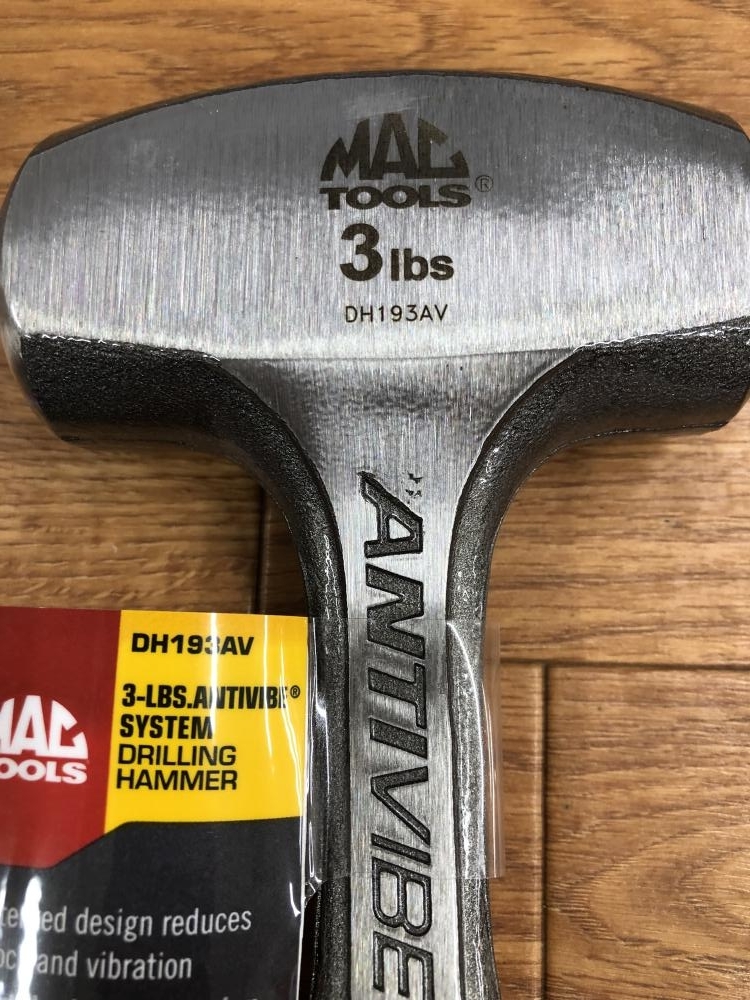 MAC
TOOLS®
3 lbs
DH193AV
ANTIVIBE
DH193AV
3-LBS.ANTIVIBE®
SYSTEM
DRILLING
HAMMER
MAC
TOOLS
design reduces
and vibration